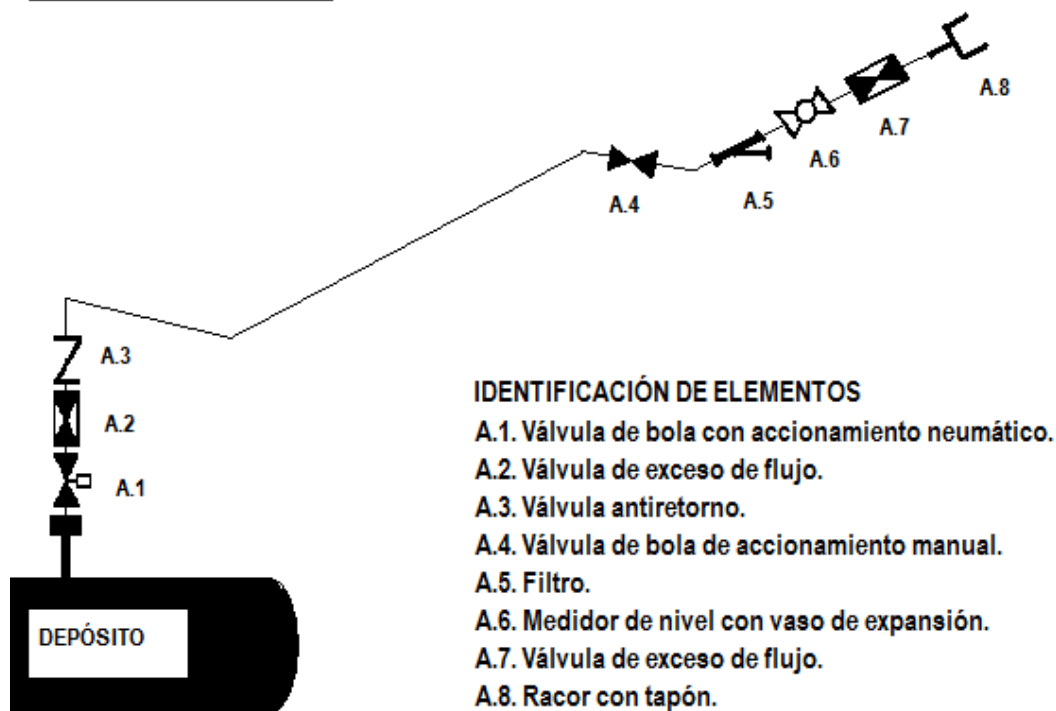 A.8
A.7
A.6
A.5
A.4
A.3
A.2
A.1
DEPÓSITO
IDENTIFICACIÓN DE ELEMENTOS
A.1. Válvula de bola con accionamiento neumático.
A.2. Válvula de exceso de flujo.
A.3. Válvula antiretorno.
A.4. Válvula de bola de accionamiento manual.
A.5. Filtro.
A.6. Medidor de nivel con vaso de expansión.
A.7. Válvula de exceso de flujo.
A.8. Racor con tapón.